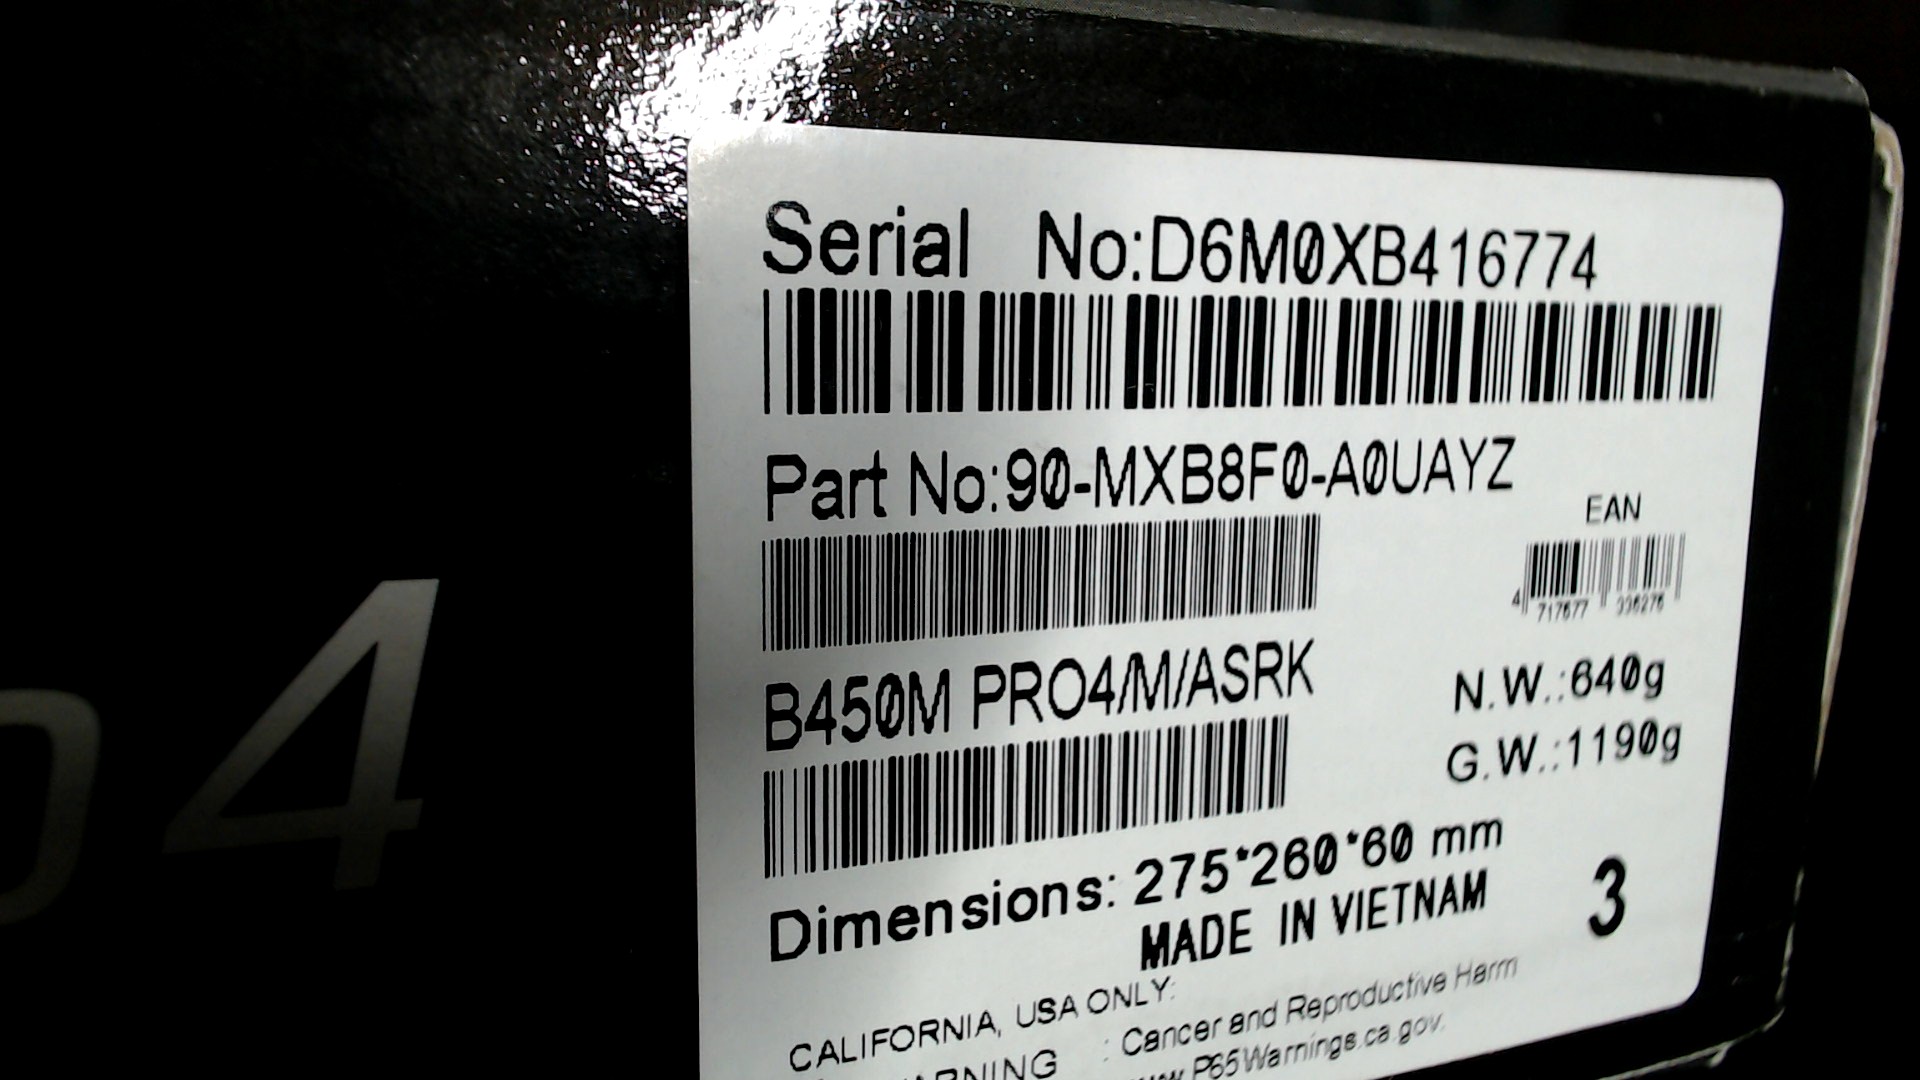 Serial No:D6M0XB416774
Part No:90-MXB8F0-A0UAYZ
EAN
4 717677 336276
B450M PRO4/M/ASRK
N.W.:640g
G.W.:1190g
Dimensions: 275*260*60 mm
MADE IN VIETNAM
3
CALIFORNIA, USA ONLY:
: Cancer and Reproductive Harm
P65Warnings.ca.gov.
4